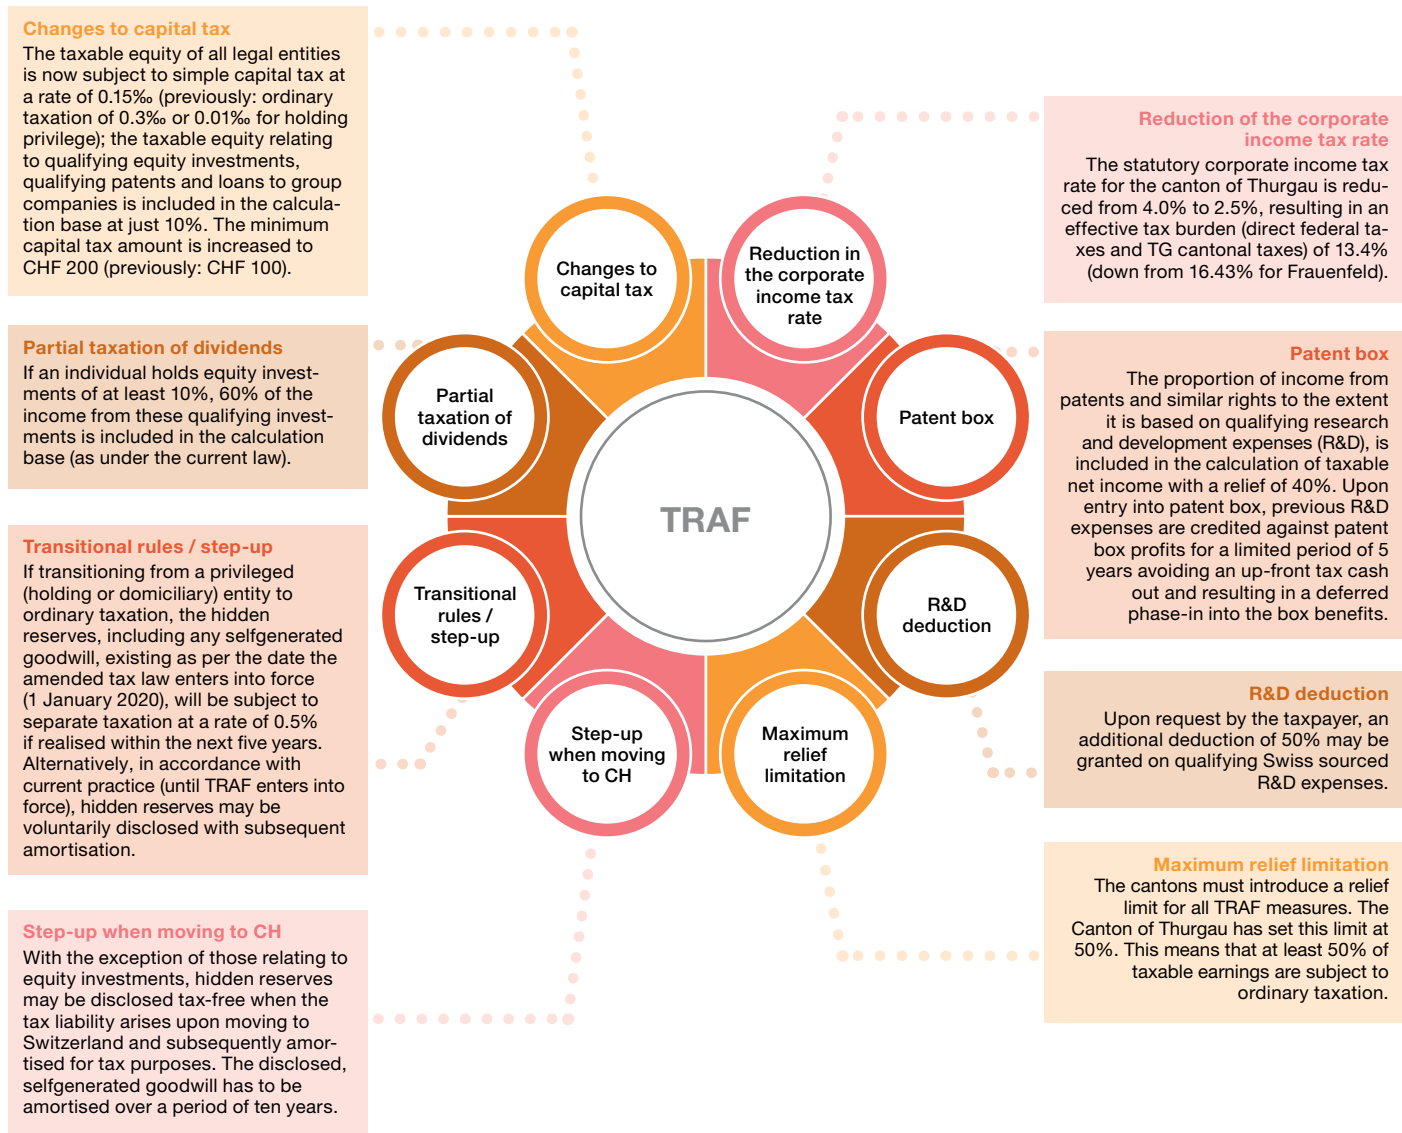 Changes to capital tax
The taxable equity of all legal entities
is now subject to simple capital tax at
a rate of 0.15‰ (previously: ordinary
taxation of 0.3‰ or 0.01‰ for holding
privilege); the taxable equity relating
to qualifying equity investments,
qualifying patents and loans to group
companies is included in the calcula-
tion base at just 10%. The minimum
capital tax amount is increased to
CHF 200 (previously: CHF 100).
Partial taxation of dividends
If an individual holds equity invest-
ments of at least 10%, 60% of the
income from these qualifying invest-
ments is included in the calculation
base (as under the current law).
Transitional rules / step-up
If transitioning from a privileged
(holding or domiciliary) entity to
ordinary taxation, the hidden
reserves, including any selfgenerated
goodwill, existing as per the date the
amended tax law enters into force
(1 January 2020), will be subject to
separate taxation at a rate of 0.5%
if realised within the next five years.
Alternatively, in accordance with
current practice (until TRAF enters into
force), hidden reserves may be
voluntarily disclosed with subsequent
amortisation.
Step-up when moving to CH
With the exception of those relating to
equity investments, hidden reserves
may be disclosed tax-free when the
tax liability arises upon moving to
Switzerland and subsequently amor-
tised for tax purposes. The disclosed,
selfgenerated goodwill has to be
amortised over a period of ten years.
Changes to
capital tax
Reduction in
the corporate
income tax
rate
Partial
taxation of
dividends
Patent box
TRAF
Transitional
rules /
step-up
R&D
deduction
Step-up
when moving
to CH
Maximum
relief
limitation
Reduction of the corporate
income tax rate
The statutory corporate income tax
rate for the canton of Thurgau is redu-
ced from 4.0% to 2.5%, resulting in an
effective tax burden (direct federal ta-
xes and TG cantonal taxes) of 13.4%
(down from 16.43% for Frauenfeld).
Patent box
The proportion of income from
patents and similar rights to the extent
it is based on qualifying research
and development expenses (R&D), is
included in the calculation of taxable
net income with a relief of 40%. Upon
entry into patent box, previous R&D
expenses are credited against patent
box profits for a limited period of 5
years avoiding an up-front tax cash
out and resulting in a deferred
phase-in into the box benefits.
R&D deduction
Upon request by the taxpayer, an
additional deduction of 50% may be
granted on qualifying Swiss sourced
R&D expenses.
Maximum relief limitation
The cantons must introduce a relief
limit for all TRAF measures. The
Canton of Thurgau has set this limit at
50%. This means that at least 50% of
taxable earnings are subject to
ordinary taxation.